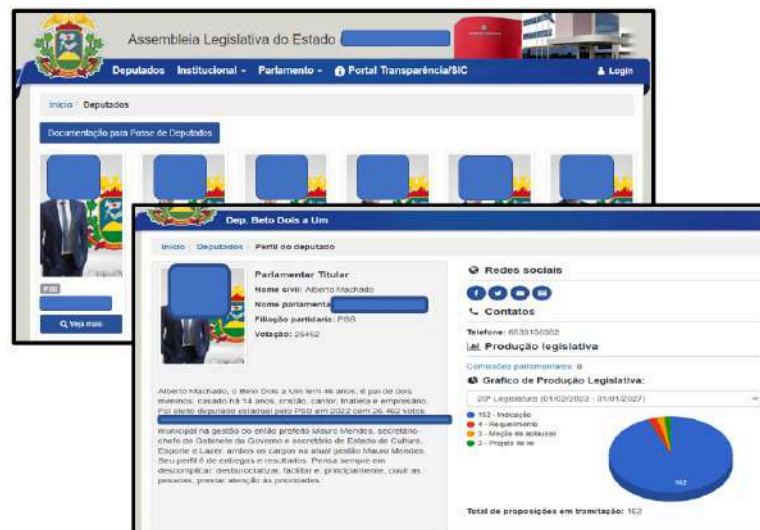 Assembleia Legislativa do Estado
Deputados Institucional Parlamento Portal Transparência/SIC Login
Início Deputados
Documentação para Posse de Deputados
PSB
Veja mais
Dep. Beto Dois a Um
Início Deputados Perfil do deputado
Parlamentar Titular
Nome civil: Alberto Machado
Nome parlamenta
Filiação partidária: PSB
Votação: 26462
Alberto Machado, o Beto Dois a Um tem 46 anos, é pai de dois
meninos, casado há 14 anos, cristão, cantor, triatleta e empresário.
Foi eleito deputado estadual pelo PSB em 2022 com 26.462 votos.
municipal na gestão do então prefeito Mauro Mendes, secretário-
chefe de Gabinete do Governo e secretário de Estado de Cultura,
Esporte e Lazer, ambos os cargos na atual gestão Mauro Mendes.
Seu perfil é de entregas e resultados. Pensa sempre em
descomplicar, desburocratizar, facilitar e, principalmente, ouvir as
pessoas, prestar atenção às prioridades.
Redes sociais
Contatos
Telefone:
Produção legislativa
Comissões parlamentares: 0
Gráfico de Produção Legislativa:
20ª Legislatura (01/02/2023 - 01/01/2027)
152 - Indicação
4 - Requerimento
3 - Moção de aplausos
3 - Projeto de lei
Total de proposições em tramitação: 162